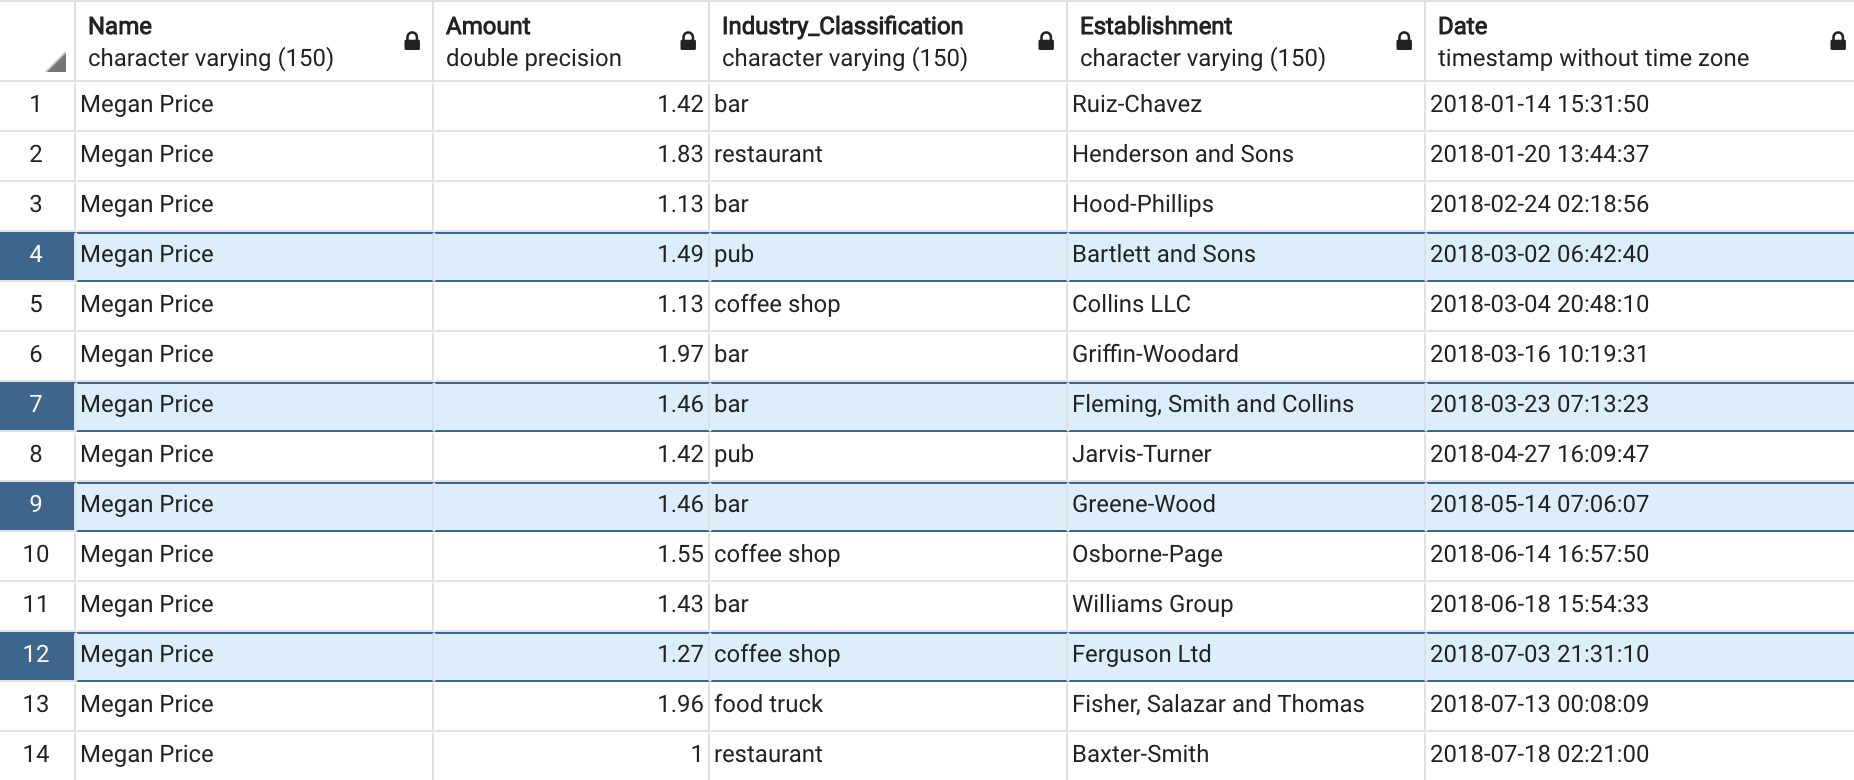 Name Amount Industry_Classification Establishment Date
character varying (150) double precision character varying (150) character varying (150) timestamp without time zone
1 Megan Price 1.42 bar Ruiz-Chavez 2018-01-14 15:31:50
2 Megan Price 1.83 restaurant Henderson and Sons 2018-01-20 13:44:37
3 Megan Price 1.13 bar Hood-Phillips 2018-02-24 02:18:56
4 Megan Price 1.49 pub Bartlett and Sons 2018-03-02 06:42:40
5 Megan Price 1.13 coffee shop Collins LLC 2018-03-04 20:48:10
6 Megan Price 1.97 bar Griffin-Woodard 2018-03-16 10:19:31
7 Megan Price 1.46 bar Fleming, Smith and Collins 2018-03-23 07:13:23
8 Megan Price 1.42 pub Jarvis-Turner 2018-04-27 16:09:47
9 Megan Price 1.46 bar Greene-Wood 2018-05-14 07:06:07
10 Megan Price 1.55 coffee shop Osborne-Page 2018-06-14 16:57:50
11 Megan Price 1.43 bar Williams Group 2018-06-18 15:54:33
12 Megan Price 1.27 coffee shop Ferguson Ltd 2018-07-03 21:31:10
13 Megan Price 1.96 food truck Fisher, Salazar and Thomas 2018-07-13 00:08:09
14 Megan Price 1 restaurant Baxter-Smith 2018-07-18 02:21:00